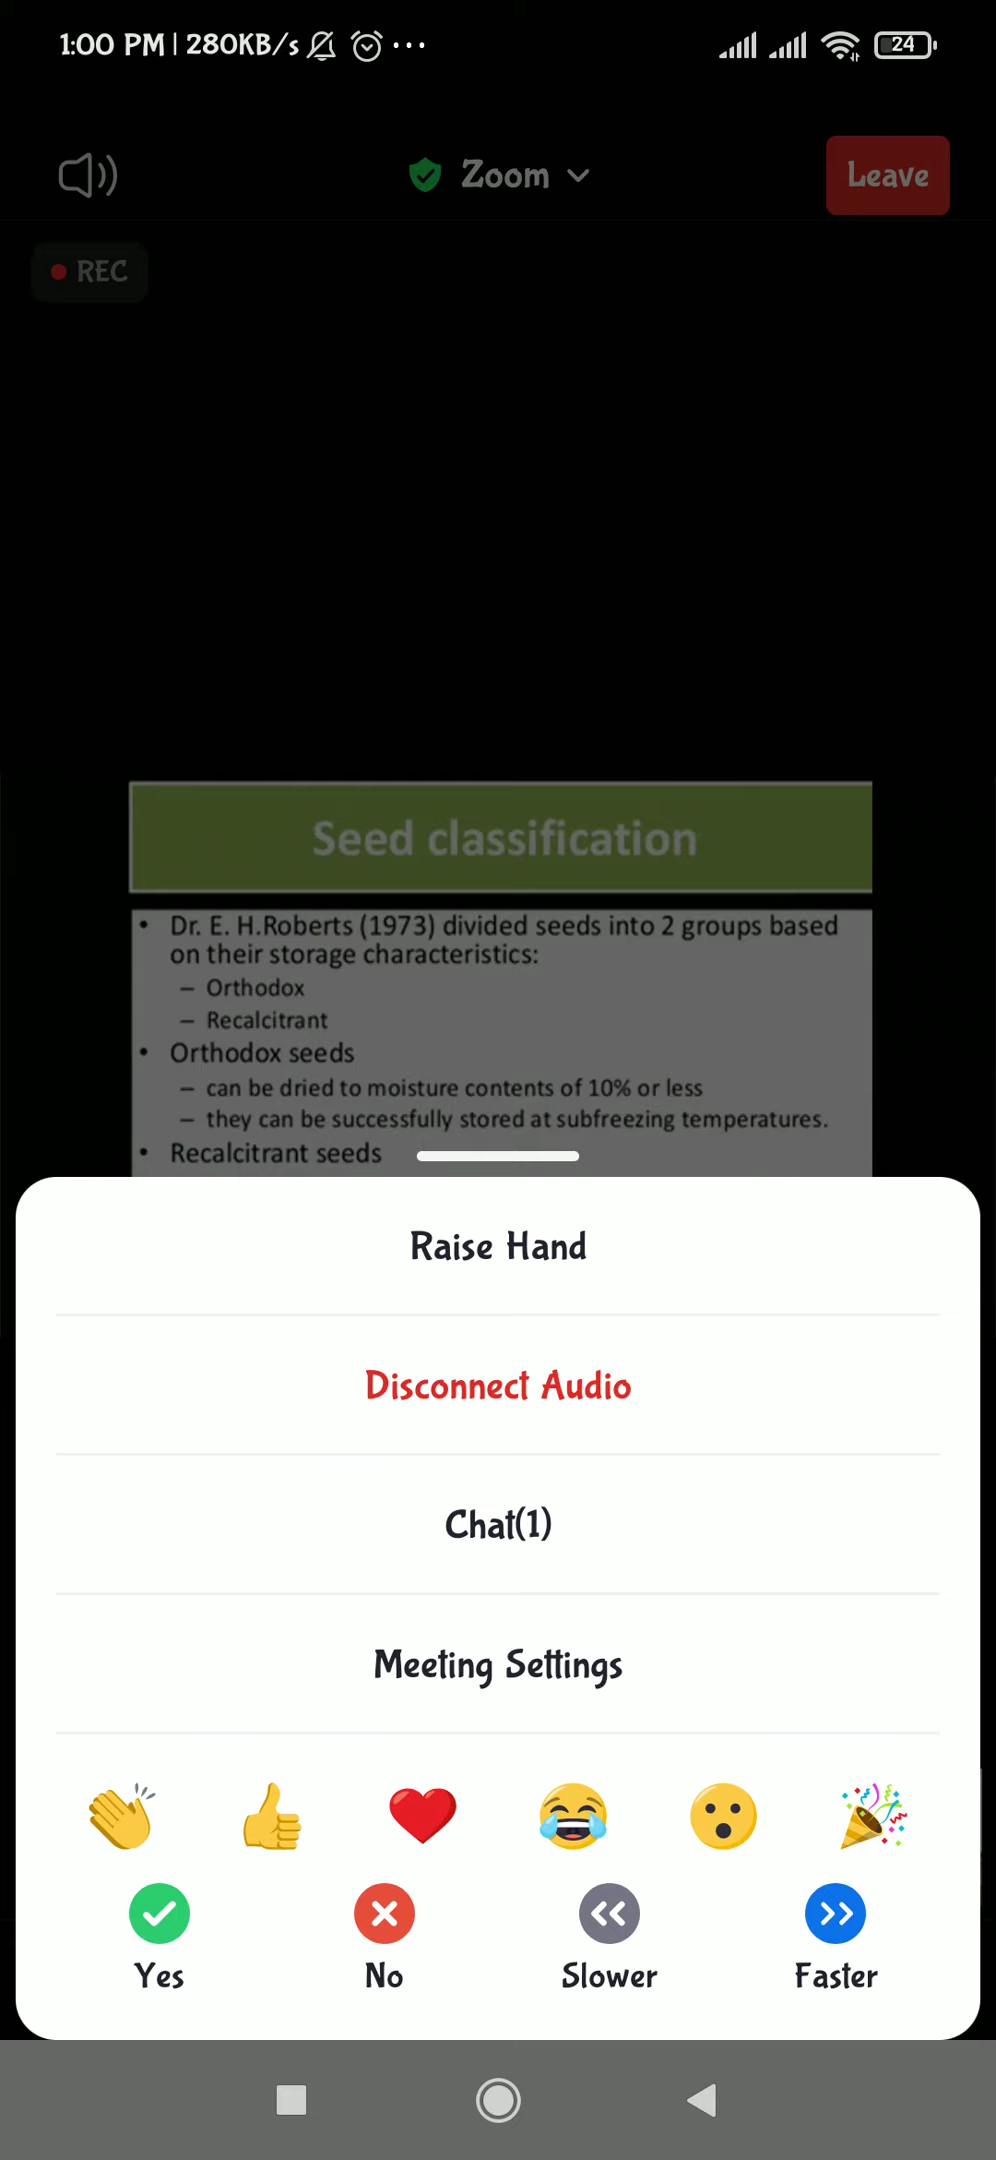 1:00 PM | 280KB/s ... 24
Zoom
Leave
REC
Seed classification
• Dr. E. H.Roberts (1973) divided seeds into 2 groups based
on their storage characteristics:
– Orthodox
– Recalcitrant
• Orthodox seeds
– can be dried to moisture contents of 10% or less
– they can be successfully stored at subfreezing temperatures.
• Recalcitrant seeds
Raise Hand
Disconnect Audio
Chat(1)
Meeting Settings
Yes No Slower Faster